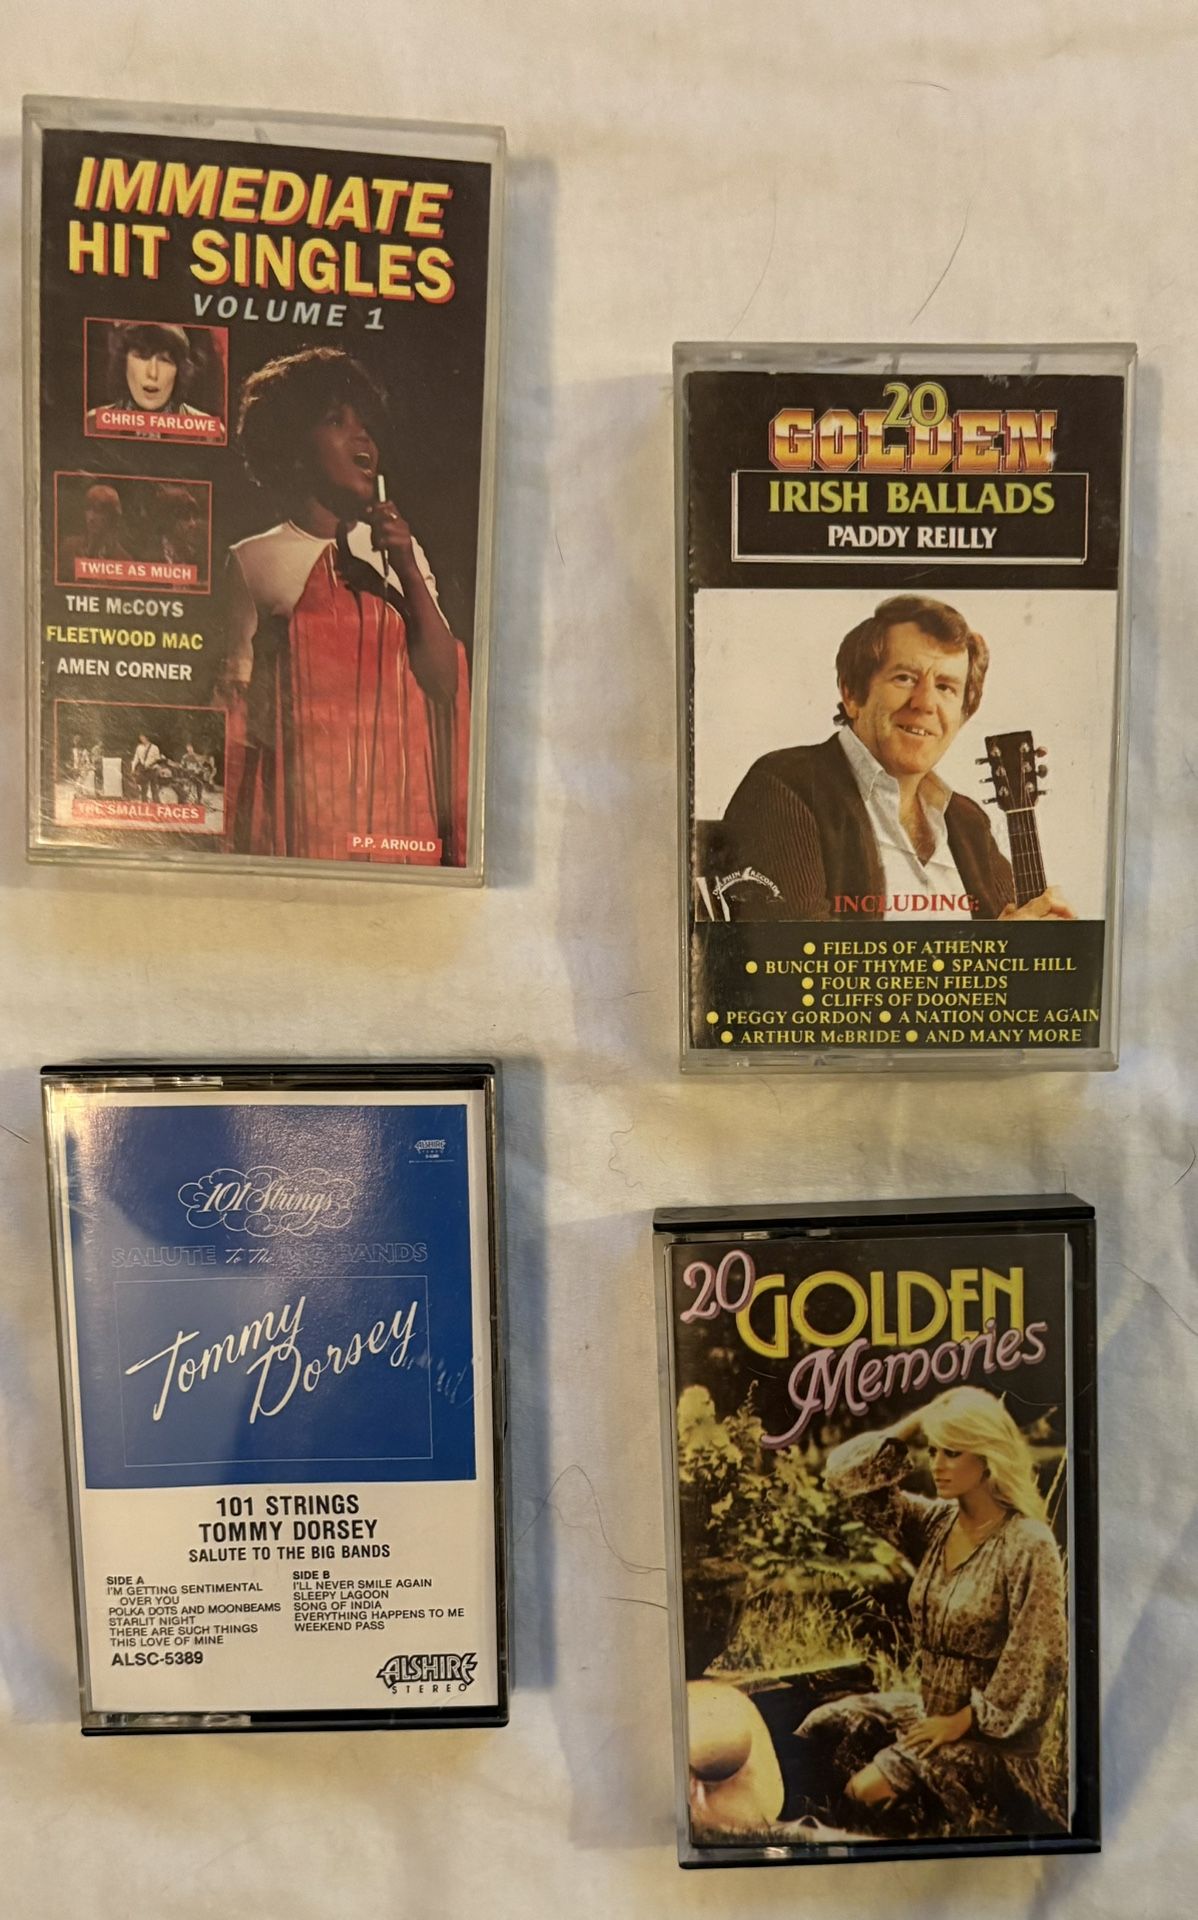 IMMEDIATE
HIT SINGLES
VOLUME 1
CHRIS FARLOWE
TWICE AS MUCH
THE McCOYS
FLEETWOOD MAC
AMEN CORNER
THE SMALL FACES
P.P. ARNOLD
20
GOLDEN
IRISH BALLADS
PADDY REILLY
DOLPHIN RECORDS
INCLUDING:
● FIELDS OF ATHENRY
● BUNCH OF THYME ● SPANCIL HILL
● FOUR GREEN FIELDS
● CLIFFS OF DOONEEN
● PEGGY GORDON ● A NATION ONCE AGAIN
● ARTHUR McBRIDE ● AND MANY MORE
ALSHIRE
STEREO
101 Strings
SALUTE To The BIG BANDS
Tommy
Dorsey
101 STRINGS
TOMMY DORSEY
SALUTE TO THE BIG BANDS
SIDE A
I'M GETTING SENTIMENTAL
OVER YOU
POLKA DOTS AND MOONBEAMS
STARLIT NIGHT
THERE ARE SUCH THINGS
THIS LOVE OF MINE
SIDE B
I'LL NEVER SMILE AGAIN
SLEEPY LAGOON
SONG OF INDIA
EVERYTHING HAPPENS TO ME
WEEKEND PASS
ALSC-5389
ALSHIRE
STEREO
20 GOLDEN
Memories